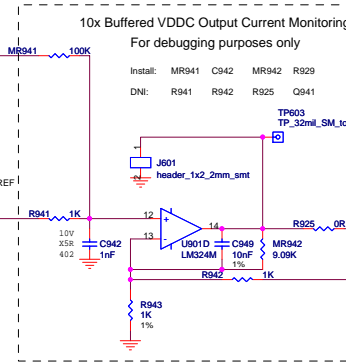 10x Buffered VDDC Output Current Monitoring
For debugging purposes only
MR941 100K
Install: MR941 C942 MR942 R929
DNI: R941 R942 R925 Q941
TP603
TP_32mil_SM_to
1
J601
2
header_1x2_2mm_smt
REF
R941 1K
12
+
14
R925 0R
13
-
10V
X5R
402
C942
1nF
U901D
LM324M
C949
10nF
1%
MR942
9.09K
R942 1K
R943
1K
1%